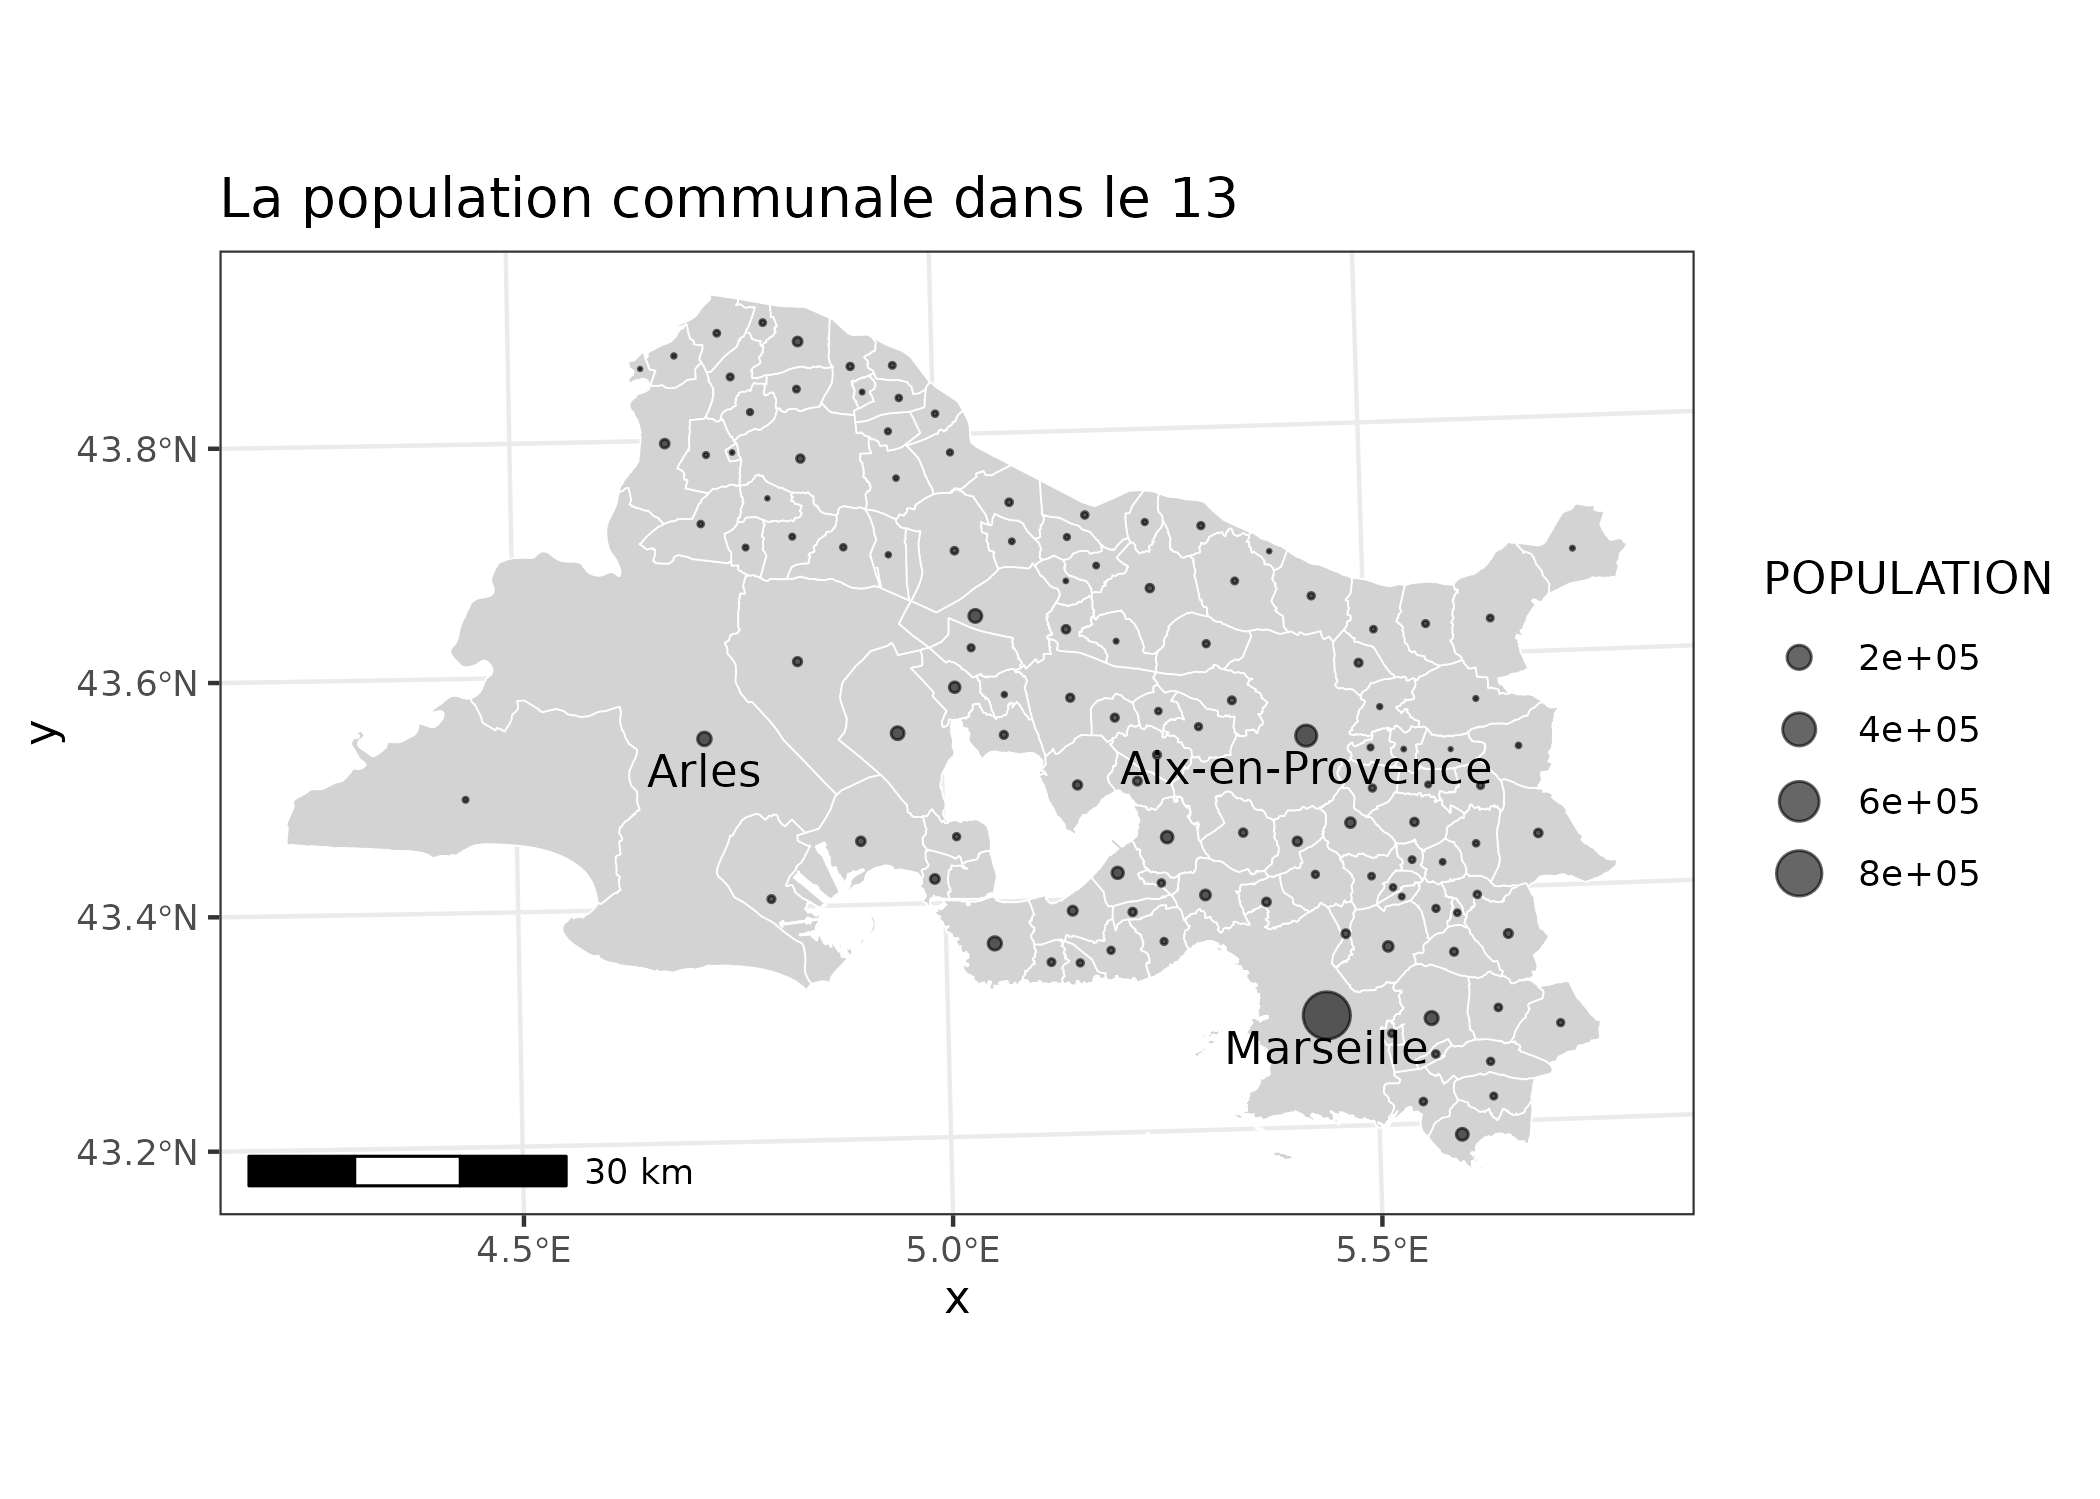 La population communale dans le 13
43.8°N
43.6°N
43.4°N
43.2°N
y
Arles
Aix-en-Provence
Marseille
30 km
4.5°E
5.0°E
5.5°E
x
POPULATION
2e+05
4e+05
6e+05
8e+05